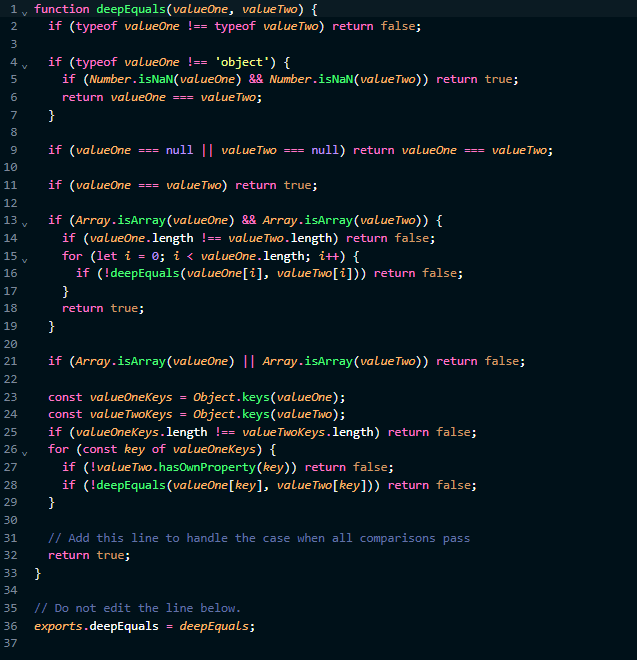 1 function deepEquals(valueOne, valueTwo) {
2   if (typeof valueOne !== typeof valueTwo) return false;
3
4   if (typeof valueOne !== 'object') {
5     if (Number.isNaN(valueOne) && Number.isNaN(valueTwo)) return true;
6     return valueOne === valueTwo;
7   }
8
9   if (valueOne === null || valueTwo === null) return valueOne === valueTwo;
10
11   if (valueOne === valueTwo) return true;
12
13   if (Array.isArray(valueOne) && Array.isArray(valueTwo)) {
14     if (valueOne.length !== valueTwo.length) return false;
15     for (let i = 0; i < valueOne.length; i++) {
16       if (!deepEquals(valueOne[i], valueTwo[i])) return false;
17     }
18     return true;
19   }
20
21   if (Array.isArray(valueOne) || Array.isArray(valueTwo)) return false;
22
23   const valueOneKeys = Object.keys(valueOne);
24   const valueTwoKeys = Object.keys(valueTwo);
25   if (valueOneKeys.length !== valueTwoKeys.length) return false;
26   for (const key of valueOneKeys) {
27     if (!valueTwo.hasOwnProperty(key)) return false;
28     if (!deepEquals(valueOne[key], valueTwo[key])) return false;
29   }
30
31   // Add this line to handle the case when all comparisons pass
32   return true;
33 }
34
35 // Do not edit the line below.
36 exports.deepEquals = deepEquals;
37